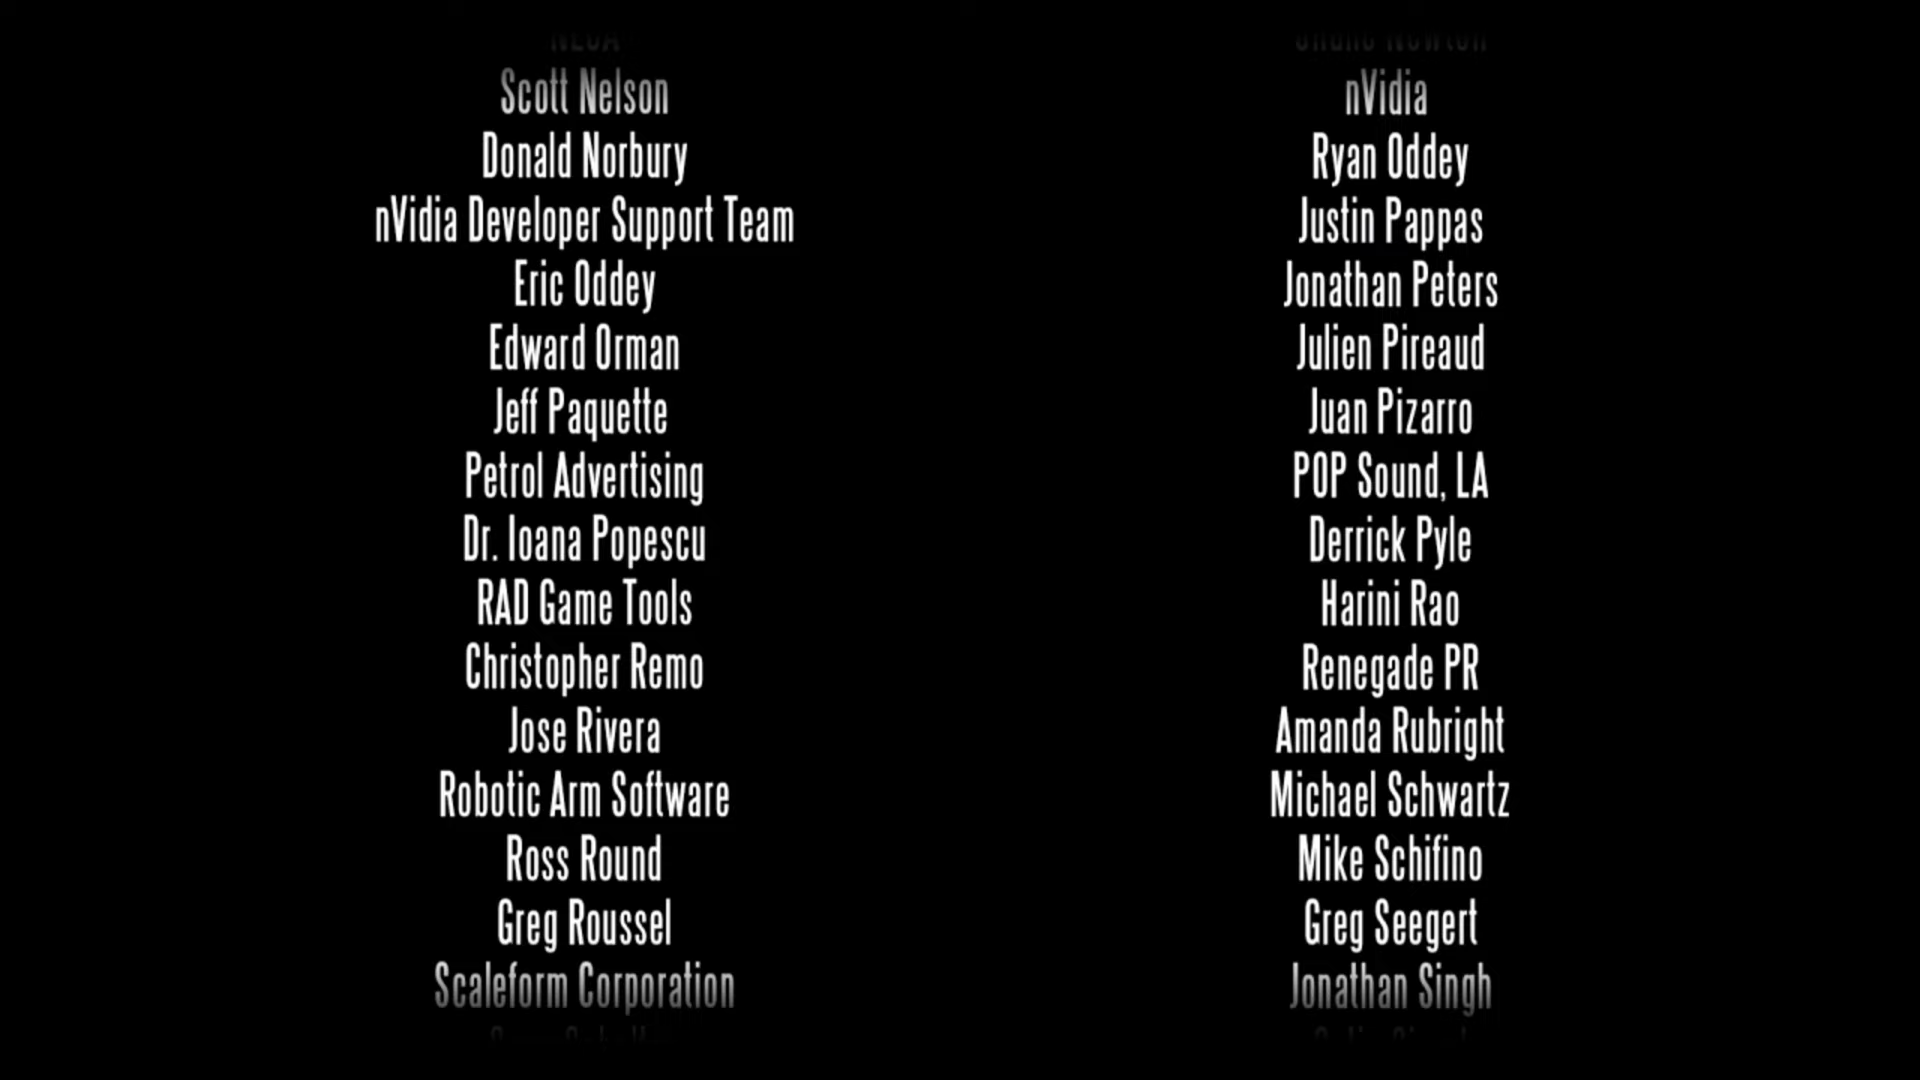 NECA
Scott Nelson
Donald Norbury
nVidia Developer Support Team
Eric Oddey
Edward Orman
Jeff Paquette
Petrol Advertising
Dr. Ioana Popescu
RAD Game Tools
Christopher Remo
Jose Rivera
Robotic Arm Software
Ross Round
Greg Roussel
Scaleform Corporation
Newton
nVidia
Ryan Oddey
Justin Pappas
Jonathan Peters
Julien Pireaud
Juan Pizarro
POP Sound, LA
Derrick Pyle
Harini Rao
Renegade PR
Amanda Rubright
Michael Schwartz
Mike Schifino
Greg Seegert
Jonathan Singh